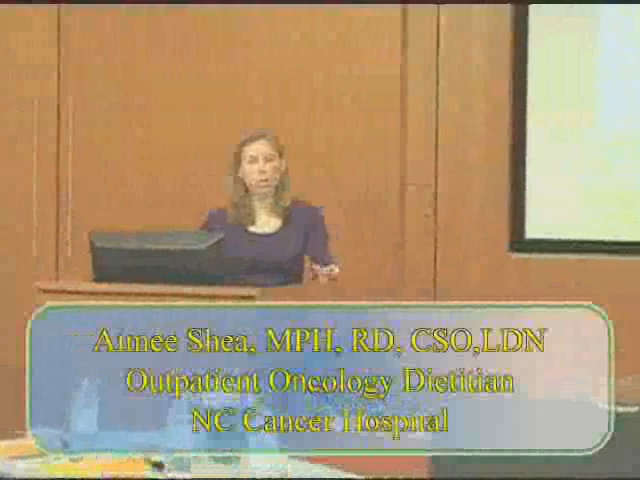 Aimee Shea, MPH, RD, CSO,LDN
Outpatient Oncology Dietitian
NC Cancer Hospital